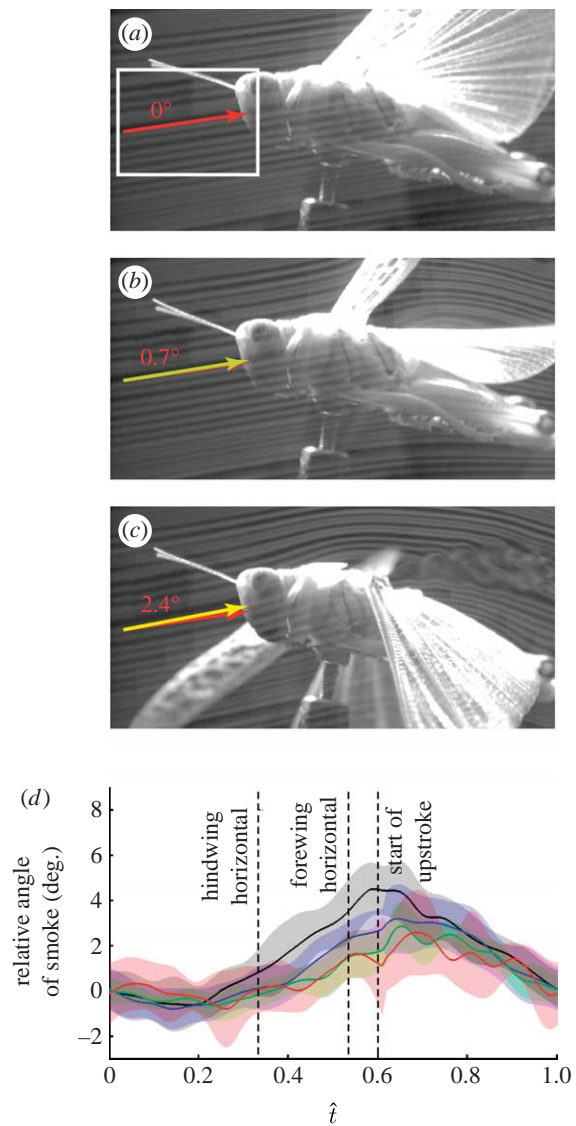 (a)
0°
(b)
0.7°
(c)
2.4°
(d)
8
6
4
2
0
−2
relative angle
of smoke (deg.)
hindwing
horizontal
forewing
horizontal
start of
upstroke
0
0.2
0.4
0.6
0.8
1.0
t̂